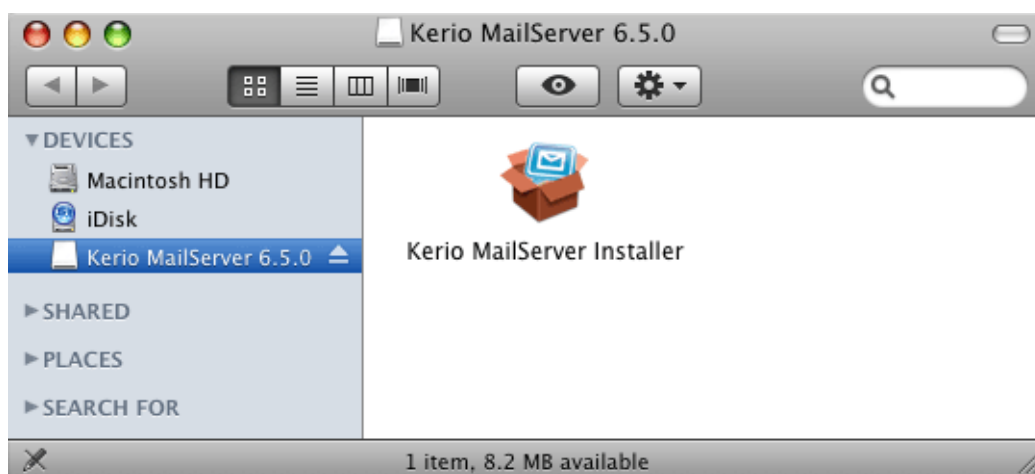 Kerio MailServer 6.5.0
DEVICES
Macintosh HD
iDisk
Kerio MailServer 6.5.0
SHARED
PLACES
SEARCH FOR
Kerio MailServer Installer
1 item, 8.2 MB available